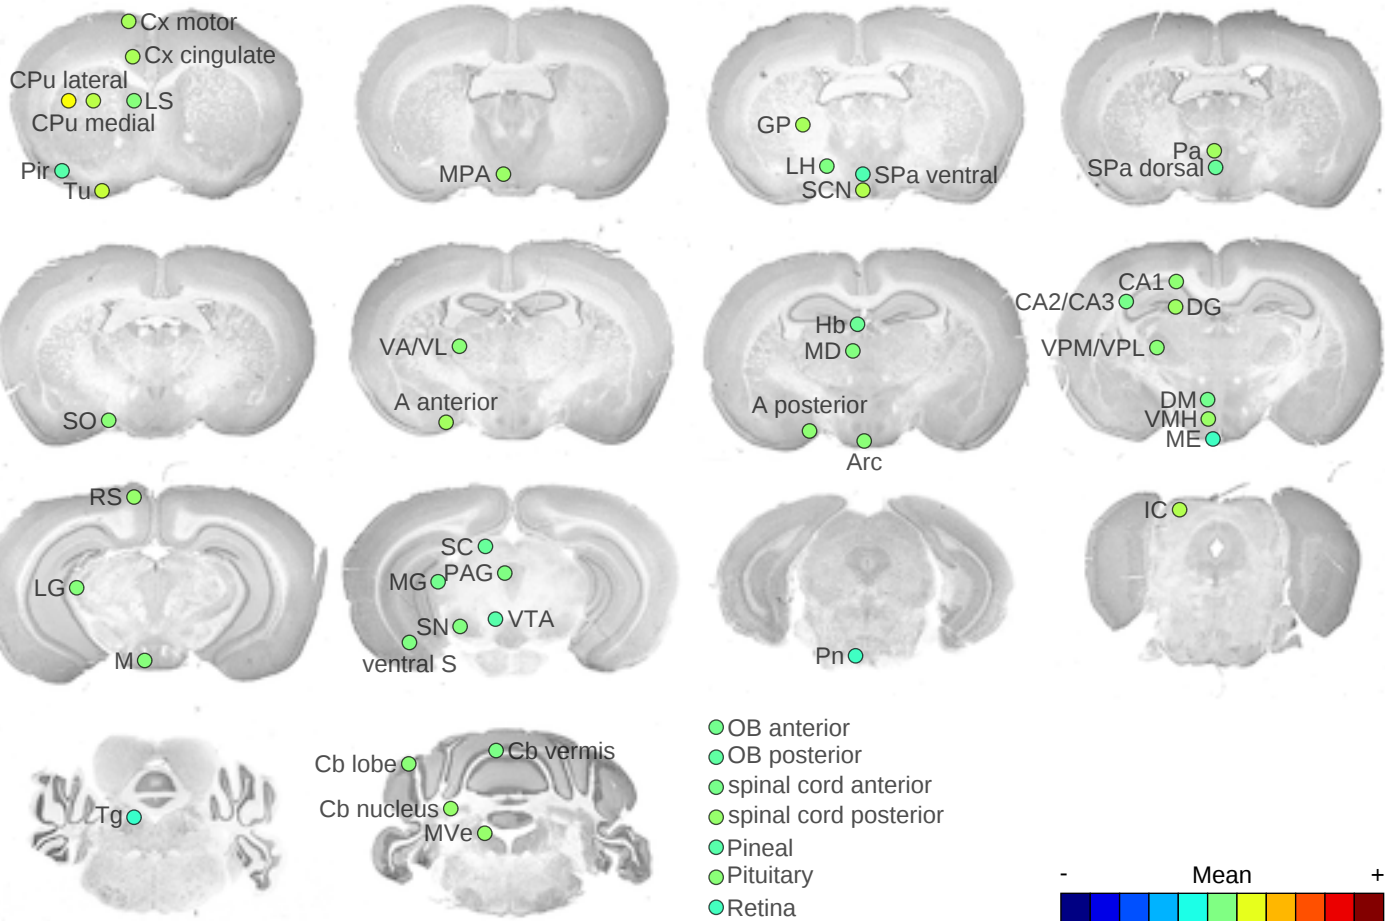 Cx motor
Cx cingulate
CPu lateral
LS
CPu medial
Pir
Tu
MPA
GP
LH
SPa ventral
SCN
Pa
SPa dorsal
SO
VA/VL
A anterior
Hb
MD
A posterior
Arc
CA1
CA2/CA3
DG
VPM/VPL
DM
VMH
ME
RS
LG
M
SC
PAG
MG
VTA
SN
ventral S
Pn
IC
Tg
Cb vermis
Cb lobe
Cb nucleus
MVe
OB anterior
OB posterior
spinal cord anterior
spinal cord posterior
Pineal
Pituitary
Retina
- Mean +